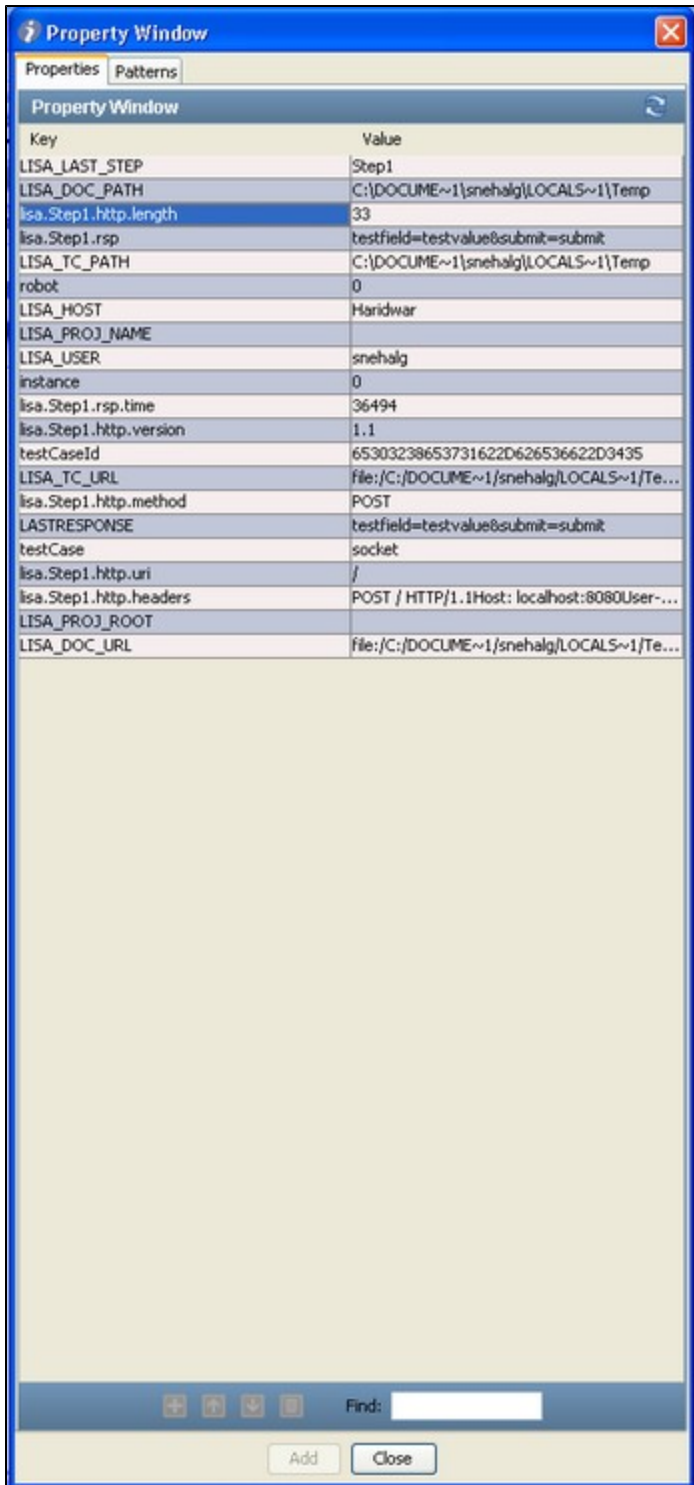 Property Window
Properties Patterns
Property Window
Key Value
LISA_LAST_STEP Step1
LISA_DOC_PATH C:\DOCUME~1\snehalg\LOCALS~1\Temp
lisa.Step1.http.length 33
lisa.Step1.rsp testfield=testvalue&submit=submit
LISA_TC_PATH C:\DOCUME~1\snehalg\LOCALS~1\Temp
robot 0
LISA_HOST Haridwar
LISA_PROJ_NAME
LISA_USER snehalg
instance 0
lisa.Step1.rsp.time 36494
lisa.Step1.http.version 1.1
testCaseId 65303238653731622D626536622D3435
LISA_TC_URL file:/C:/DOCUME~1/snehalg/LOCALS~1/Te...
lisa.Step1.http.method POST
LASTRESPONSE testfield=testvalue&submit=submit
testCase socket
lisa.Step1.http.uri /
lisa.Step1.http.headers POST / HTTP/1.1Host: localhost:8080User-...
LISA_PROJ_ROOT
LISA_DOC_URL file:/C:/DOCUME~1/snehalg/LOCALS~1/Te...
Find:
Add Close